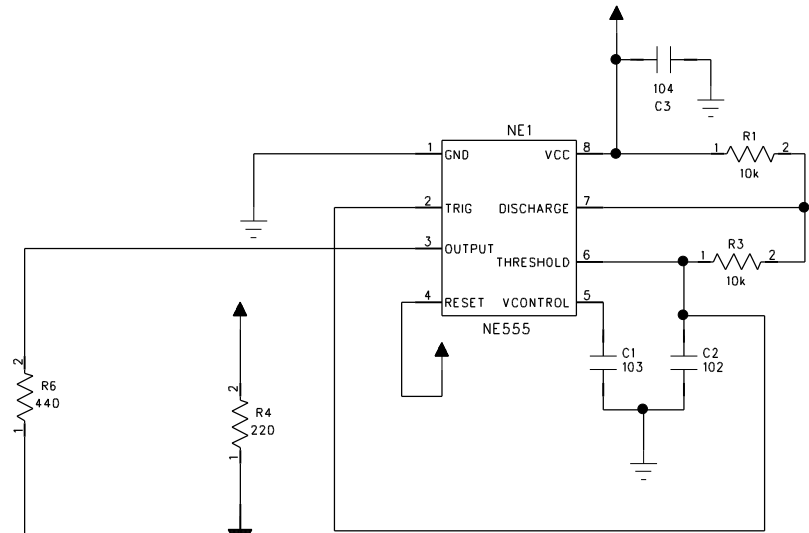 104
C3
NE1
R1
1 2
10k
1 GND VCC 8
2 TRIG DISCHARGE 7
3 OUTPUT THRESHOLD 6
4 RESET VCONTROL 5
NE555
R3
1 2
10k
C1
103
C2
102
2
R6
440
1
2
R4
220
1